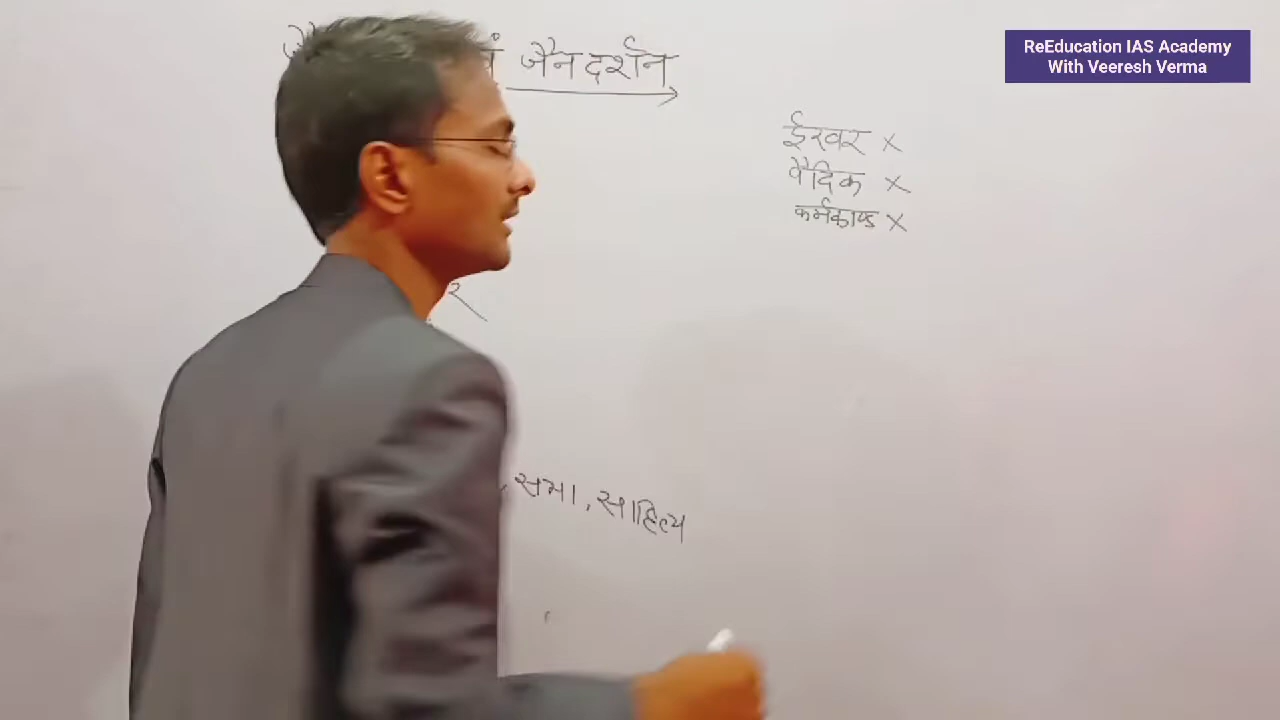 जैनदर्शन
ReEducation IAS Academy
With Veeresh Verma
ईश्वर ×
वैदिक ×
कर्मकाण्ड ×
र
, सभा, साहित्य